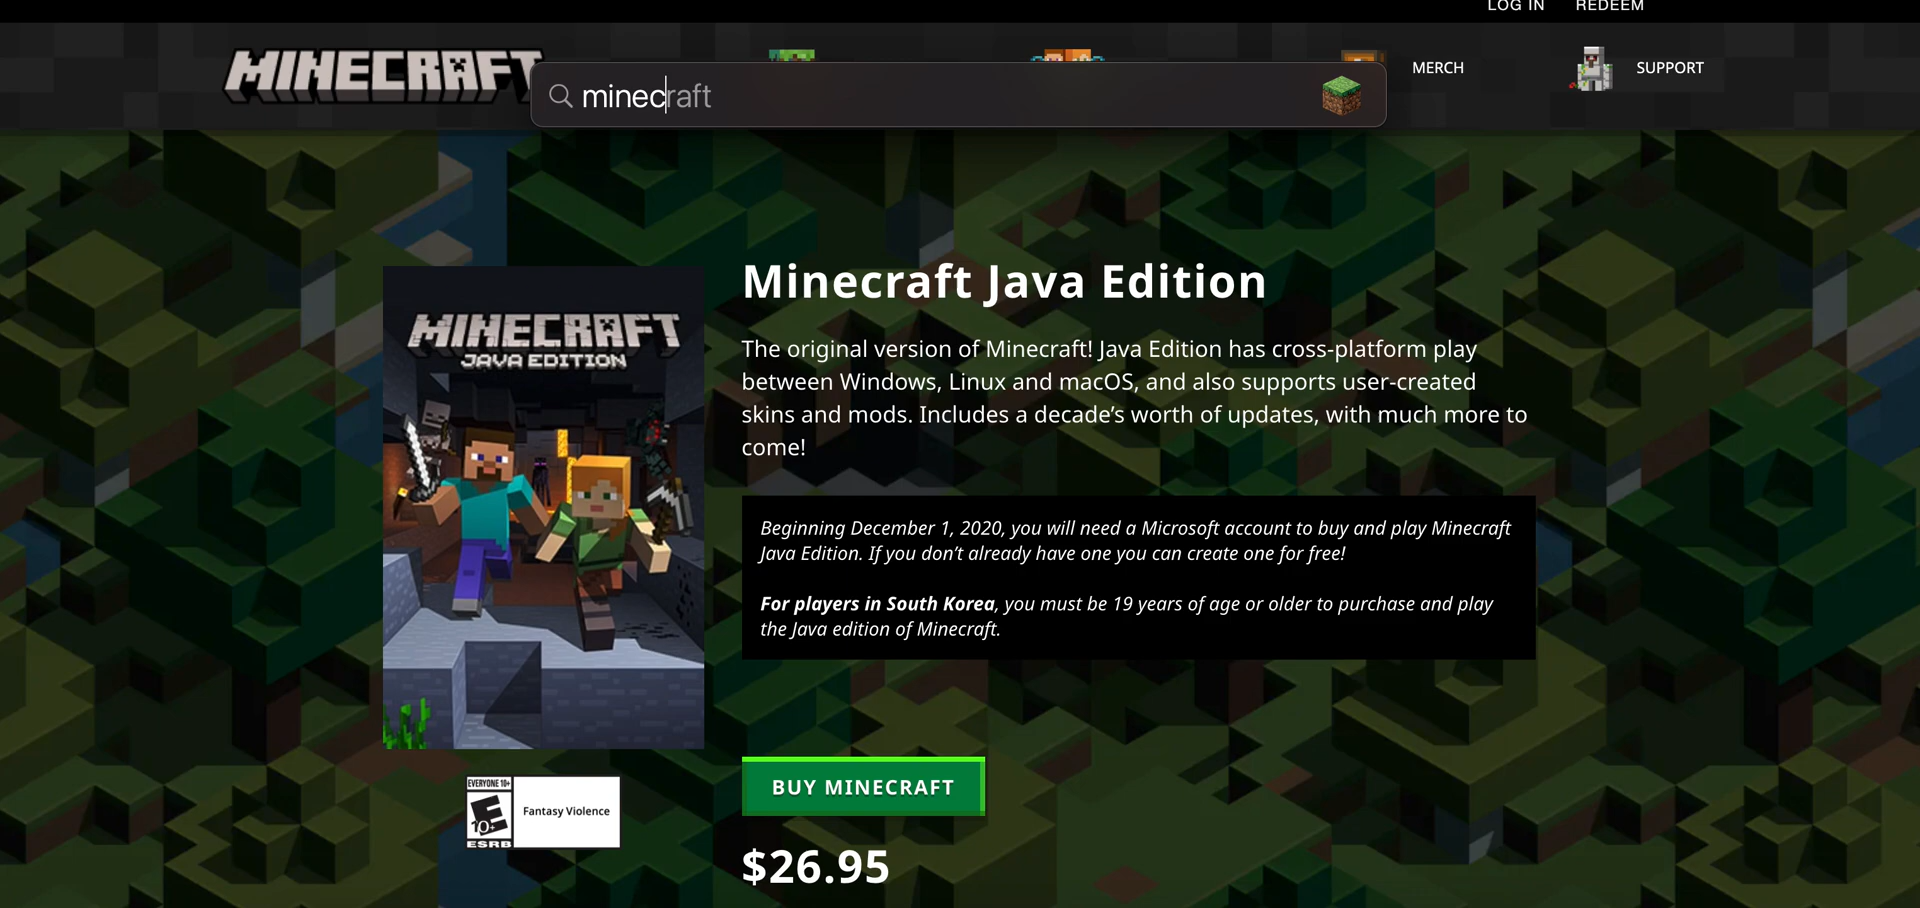 LOG IN REDEEM
MINECRAFT
minecraft
MERCH
SUPPORT
MINECRAFT
JAVA EDITION
Minecraft Java Edition
The original version of Minecraft! Java Edition has cross-platform play
between Windows, Linux and macOS, and also supports user-created
skins and mods. Includes a decade’s worth of updates, with much more to
come!
Beginning December 1, 2020, you will need a Microsoft account to buy and play Minecraft
Java Edition. If you don’t already have one you can create one for free!
For players in South Korea, you must be 19 years of age or older to purchase and play
the Java edition of Minecraft.
EVERYONE 10+
E
10+
ESRB
Fantasy Violence
BUY MINECRAFT
$26.95